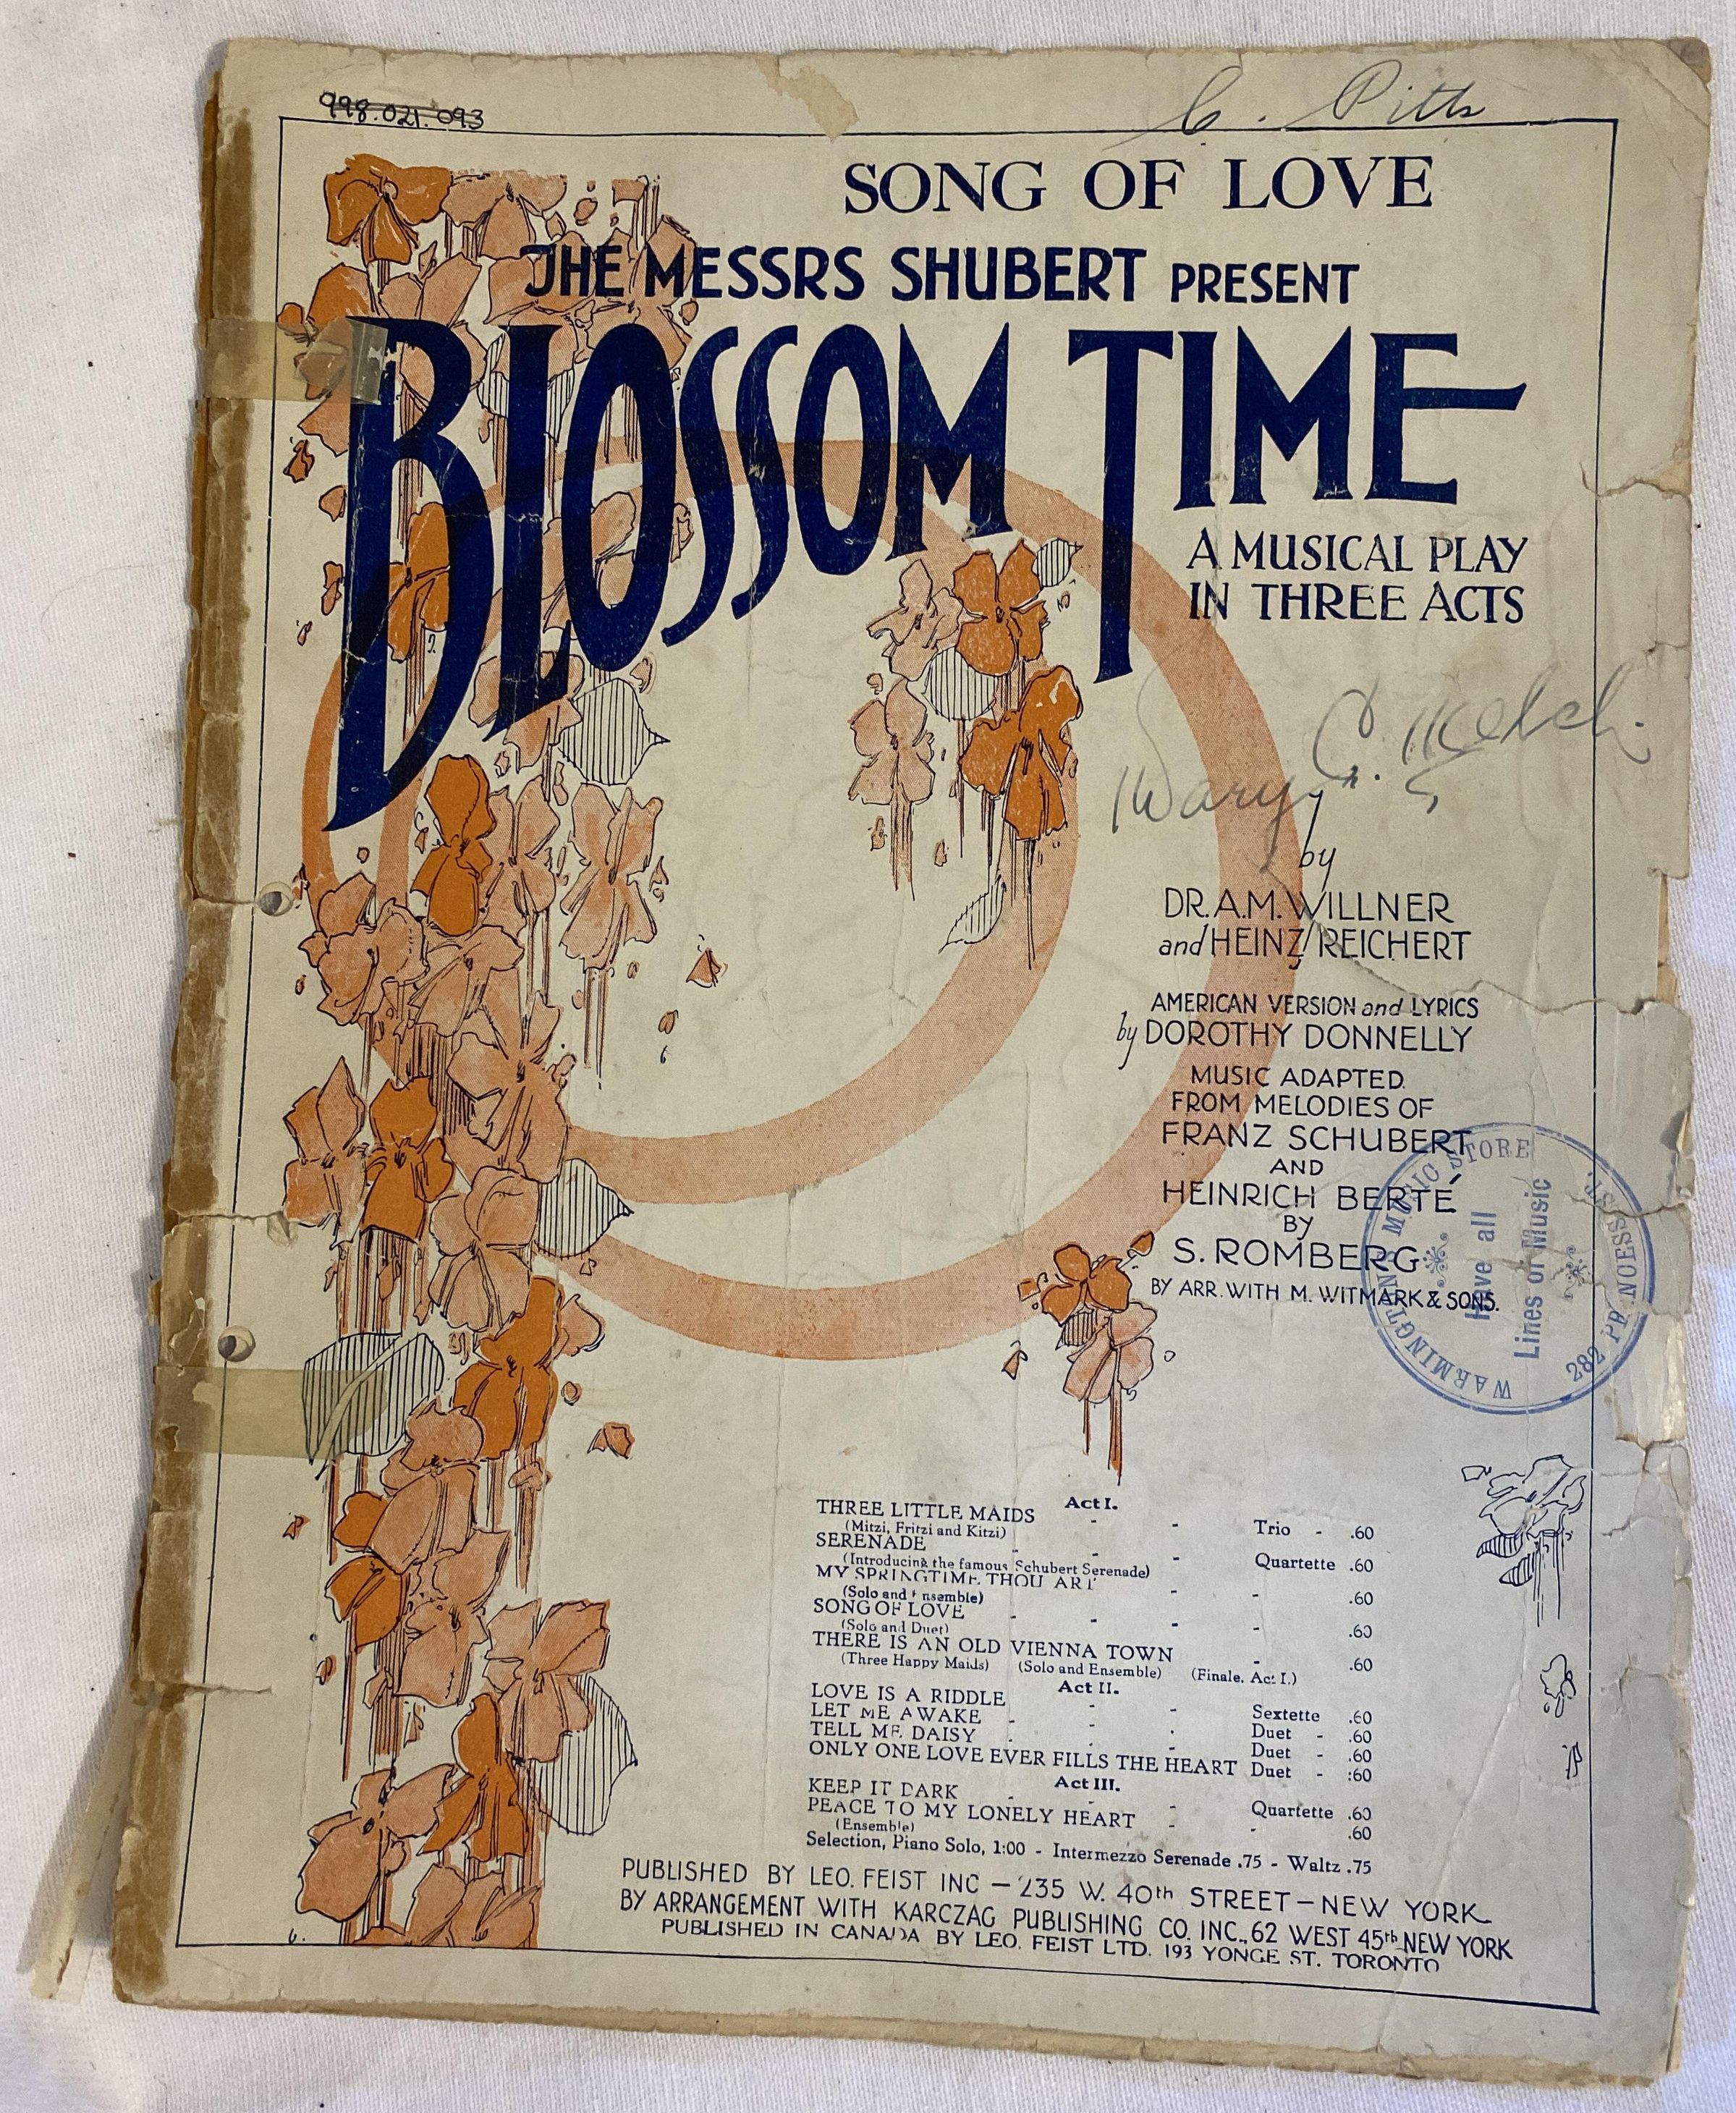 998.021.093
C. Pitts
SONG OF LOVE
THE MESSRS SHUBERT PRESENT
BLOSSOM TIME
A MUSICAL PLAY
IN THREE ACTS
Mary
by
DR. A.M. WILLNER
and HEINZ REICHERT
AMERICAN VERSION and LYRICS
by DOROTHY DONNELLY
MUSIC ADAPTED
FROM MELODIES OF
FRANZ SCHUBERT
AND
HEINRICH BERTÉ
BY
S. ROMBERG
BY ARR. WITH M. WITMARK & SONS.
WARMINGTON MUSIC STORE
Have all
Lines of Music
282
Act I.
THREE LITTLE MAIDS - - Trio - .60
(Mitzi, Fritzi and Kitzi)
SERENADE - - - Quartette .60
(Introducing the famous Schubert Serenade)
MY SPRINGTIME THOU ART - - .60
(Solo and Ensemble)
SONG OF LOVE - - - - .60
(Solo and Duet)
THERE IS AN OLD VIENNA TOWN - .60
(Three Happy Maids) (Solo and Ensemble) (Finale. Act I.)
Act II.
LOVE IS A RIDDLE - - Sextette .60
LET ME AWAKE - - - Duet - .60
TELL ME DAISY - - - Duet - .60
ONLY ONE LOVE EVER FILLS THE HEART Duet - .60
Act III.
KEEP IT DARK - - - Quartette .60
PEACE TO MY LONELY HEART - - .60
(Ensemble)
Selection, Piano Solo, 1:00 - Intermezzo Serenade .75 - Waltz .75
PUBLISHED BY LEO. FEIST INC – 235 W. 40th STREET – NEW YORK
BY ARRANGEMENT WITH KARCZAG PUBLISHING CO. INC., 62 WEST 45th NEW YORK
PUBLISHED IN CANADA BY LEO. FEIST LTD. 193 YONGE ST. TORONTO